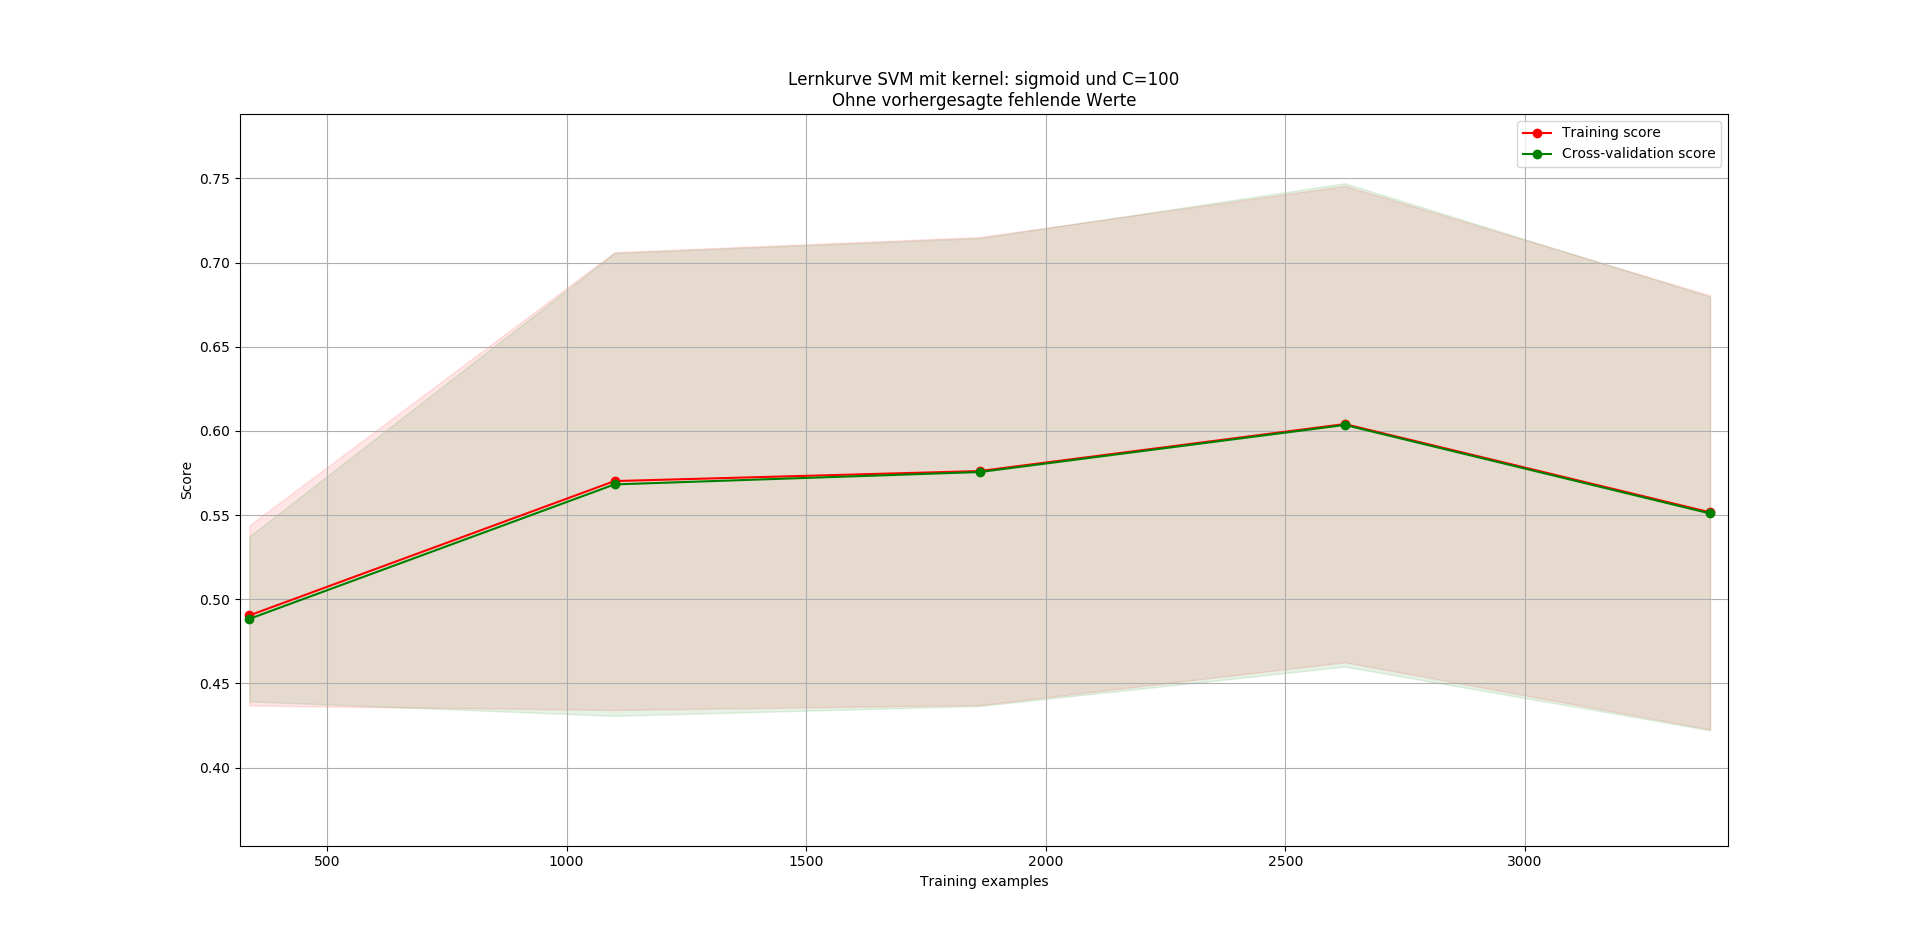 Lernkurve SVM mit kernel: sigmoid und C=100
Ohne vorhergesagte fehlende Werte
Training score
Cross-validation score
0.75
0.70
0.65
0.60
0.55
0.50
0.45
0.40
Score
500 1000 1500 2000 2500 3000
Training examples